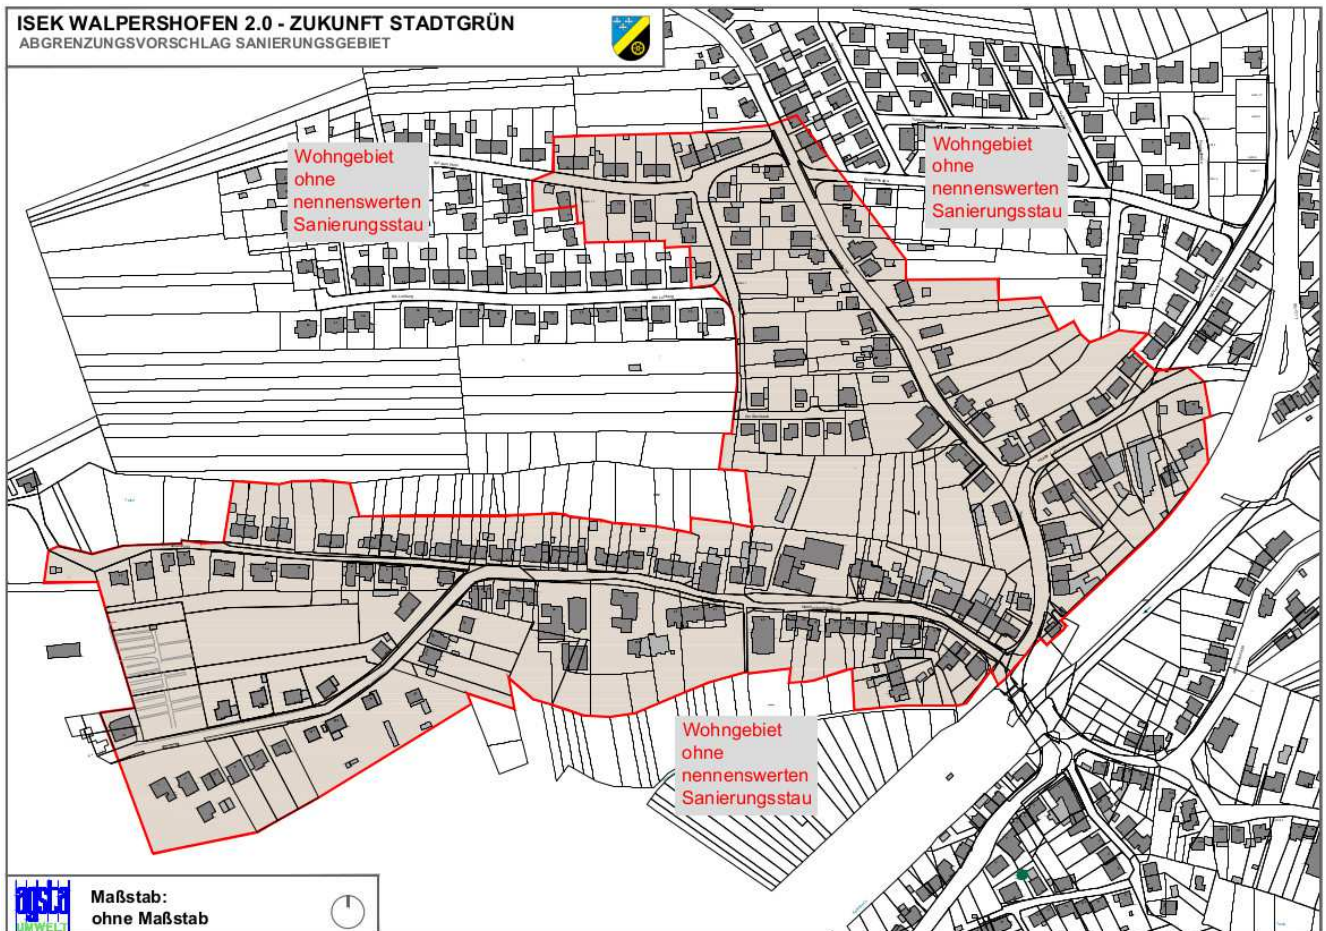 ISEK WALPERSHOFEN 2.0 - ZUKUNFT STADTGRÜN
ABGRENZUNGSVORSCHLAG SANIERUNGSGEBIET
Wohngebiet
ohne
nennenswerten
Sanierungsstau
Wohngebiet
ohne
nennenswerten
Sanierungsstau
Wohngebiet
ohne
nennenswerten
Sanierungsstau
agsta
UMWELT
Maßstab:
ohne Maßstab